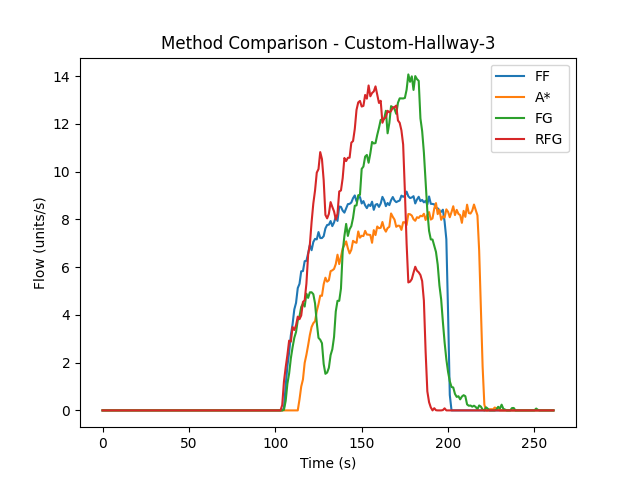 Method Comparison - Custom-Hallway-3
FF
A*
FG
RFG
Flow (units/s)
14
12
10
8
6
4
2
0
0 50 100 150 200 250
Time (s)